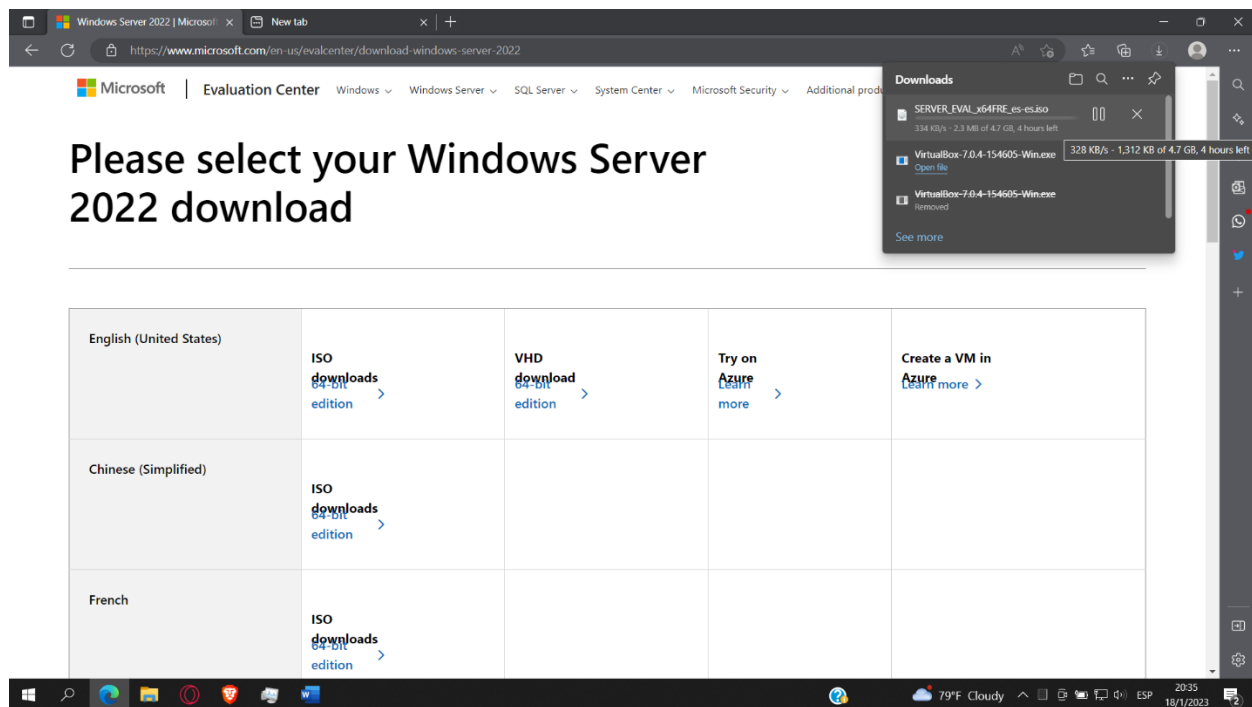 Windows Server 2022 | Microsoft
New tab
https://www.microsoft.com/en-us/evalcenter/download-windows-server-2022
Microsoft
Evaluation Center
Windows
Windows Server
SQL Server
System Center
Microsoft Security
Additional produ
Downloads
SERVER_EVAL_x64FRE_es-es.iso
334 KB/s - 2.3 MB of 4.7 GB, 4 hours left
328 KB/s - 1,312 KB of 4.7 GB, 4 hours left
VirtualBox-7.0.4-154605-Win.exe
Open file
VirtualBox-7.0.4-154605-Win.exe
Removed
See more
Please select your Windows Server
2022 download
English (United States)
ISO
downloads
64-bit
edition
VHD
download
64-bit
edition
Try on
Azure
Learn
more
Create a VM in
Azure
Learn more
Chinese (Simplified)
ISO
downloads
64-bit
edition
French
ISO
downloads
64-bit
edition
79°F Cloudy
ESP
20:35
18/1/2023
2